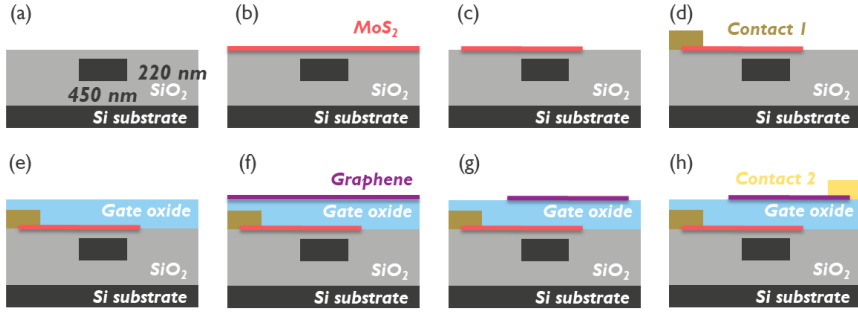 (a)
220 nm
450 nm
SiO₂
Si substrate
(b)
MoS₂
SiO₂
Si substrate
(c)
SiO₂
Si substrate
(d)
Contact 1
SiO₂
Si substrate
(e)
Gate oxide
SiO₂
Si substrate
(f)
Graphene
Gate oxide
SiO₂
Si substrate
(g)
Gate oxide
SiO₂
Si substrate
(h)
Contact 2
Gate oxide
SiO₂
Si substrate